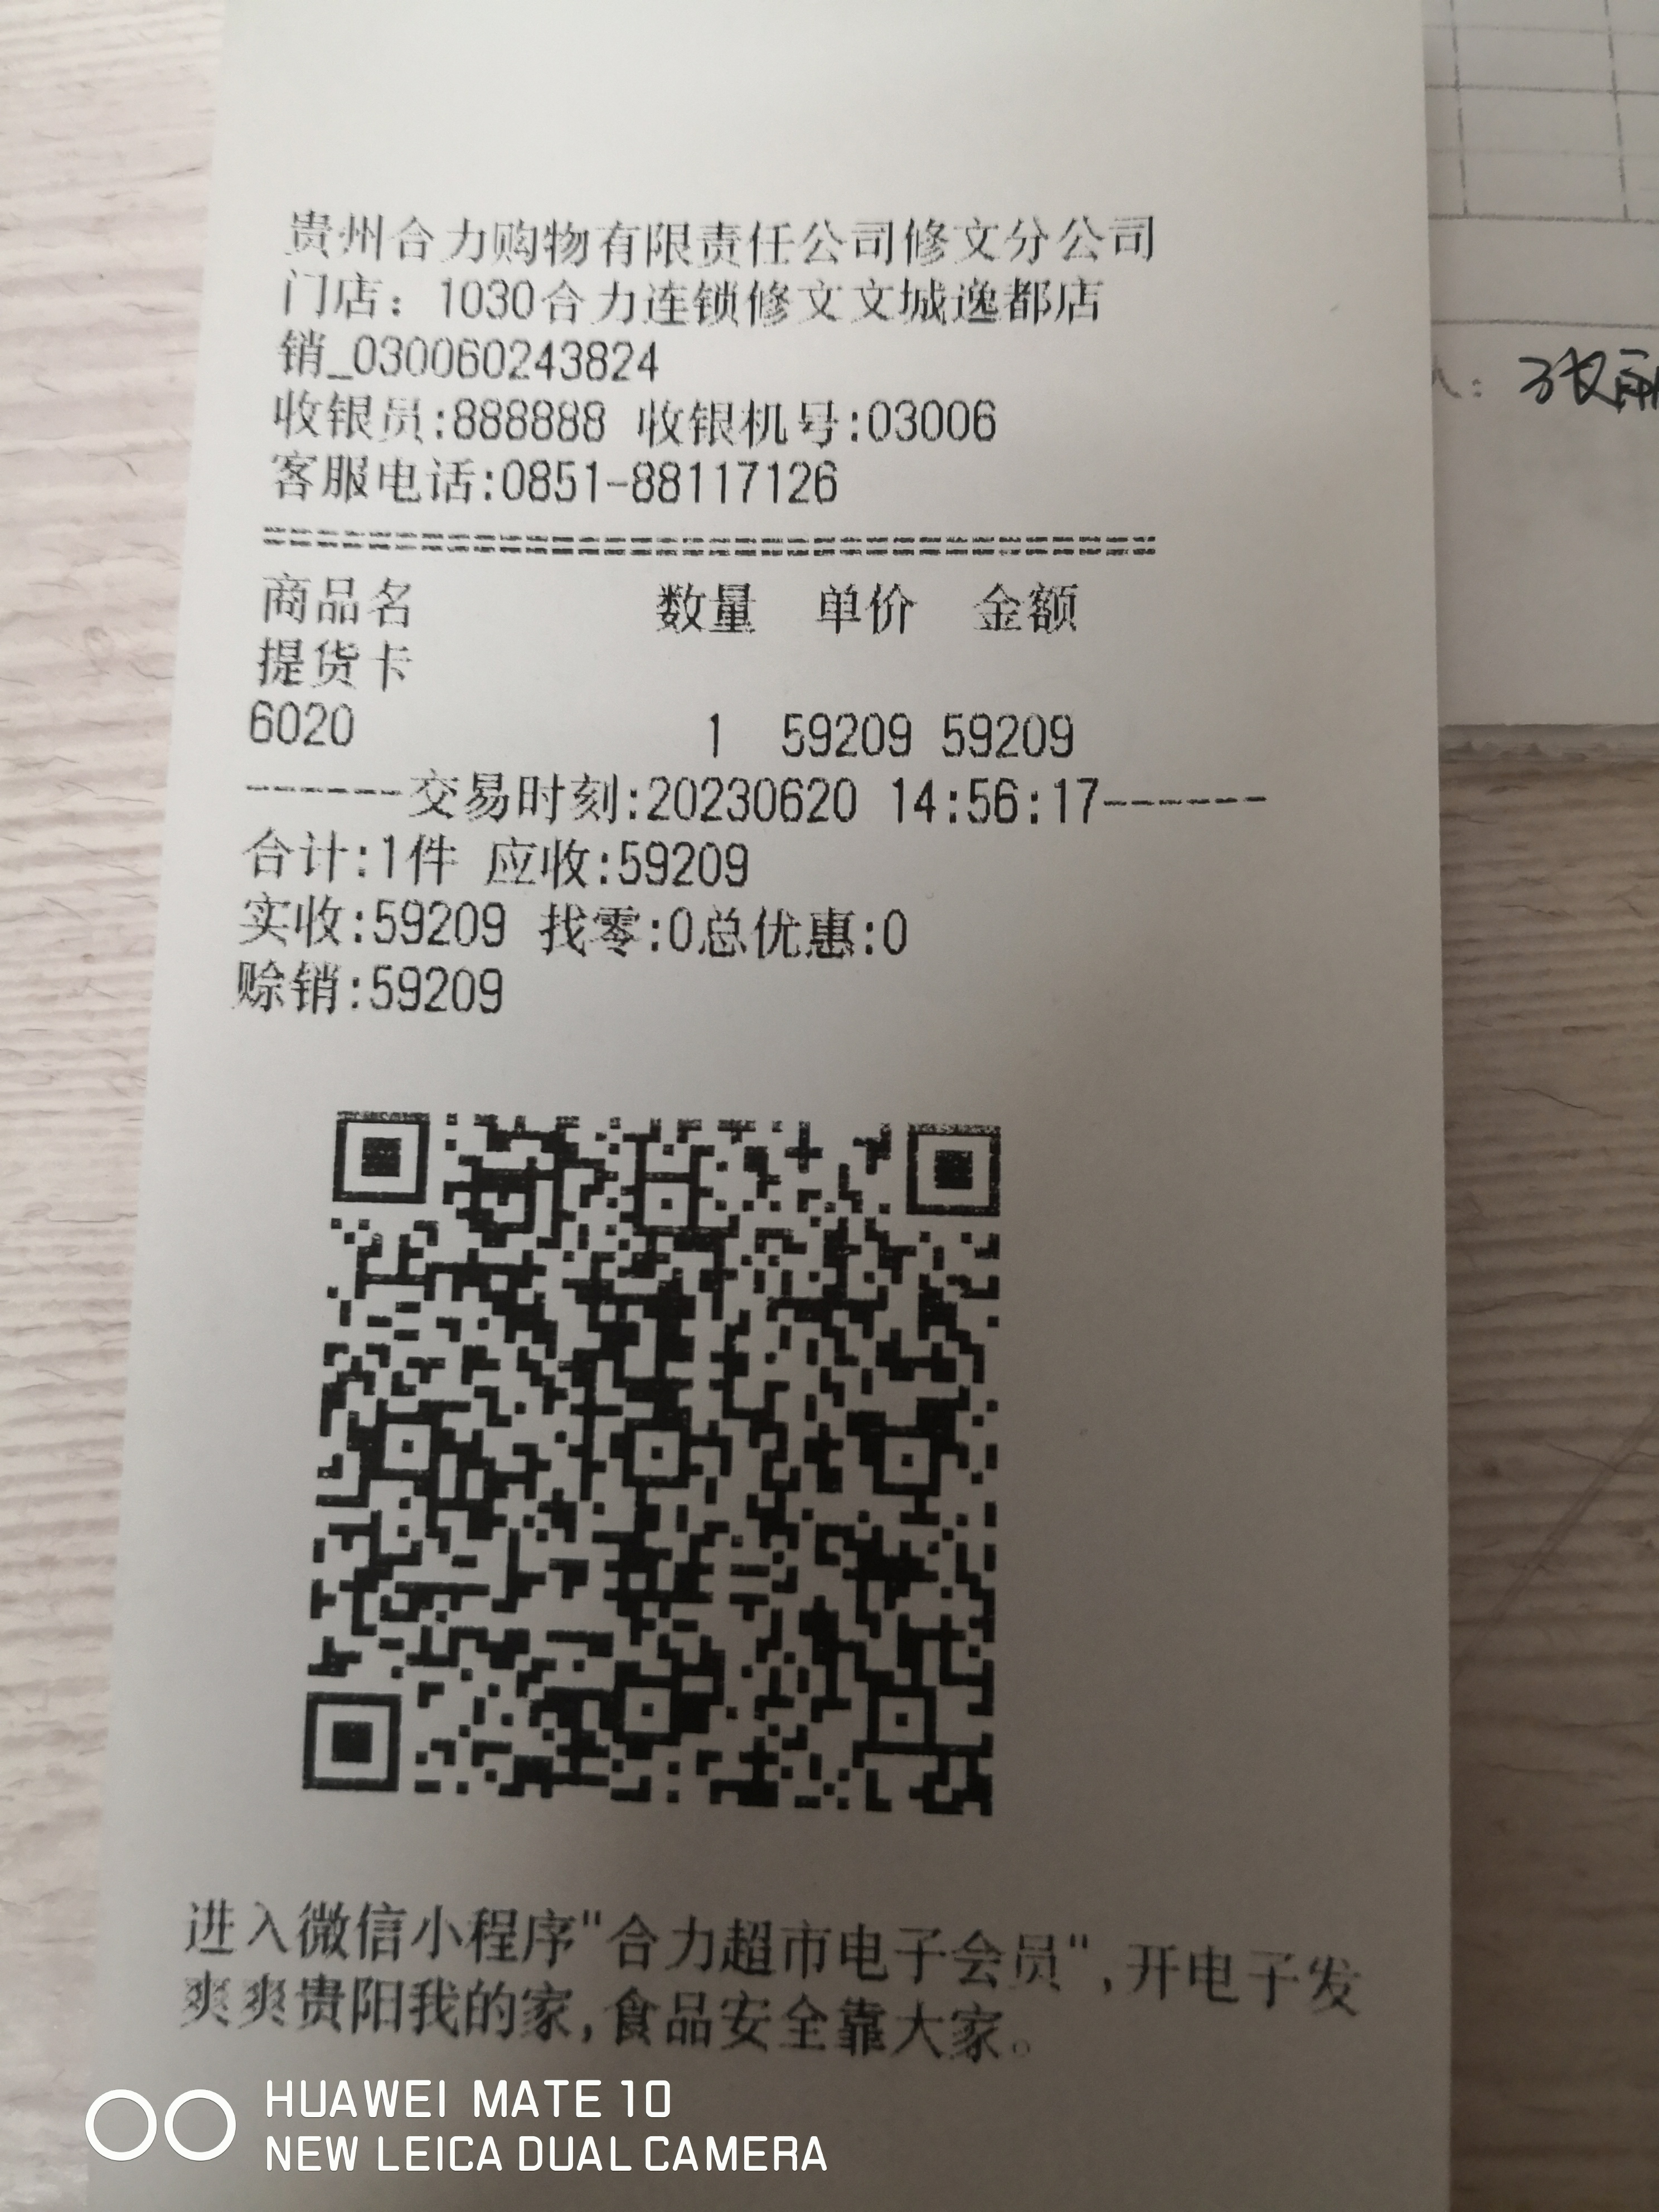 贵州合力购物有限责任公司修文分公司
门店：1030合力连锁修文文城逸都店
销_030060243824
收银员:888888 收银机号:03006
客服电话:0851-88117126
==================================
商品名 数量 单价 金额
提货卡
6020 1 59209 59209
------交易时刻:20230620 14:56:17------
合计:1件 应收:59209
实收:59209 找零:0总优惠:0
赊销:59209
进入微信小程序"合力超市电子会员",开电子发
爽爽贵阳我的家,食品安全靠大家。
HUAWEI MATE 10
NEW LEICA DUAL CAMERA